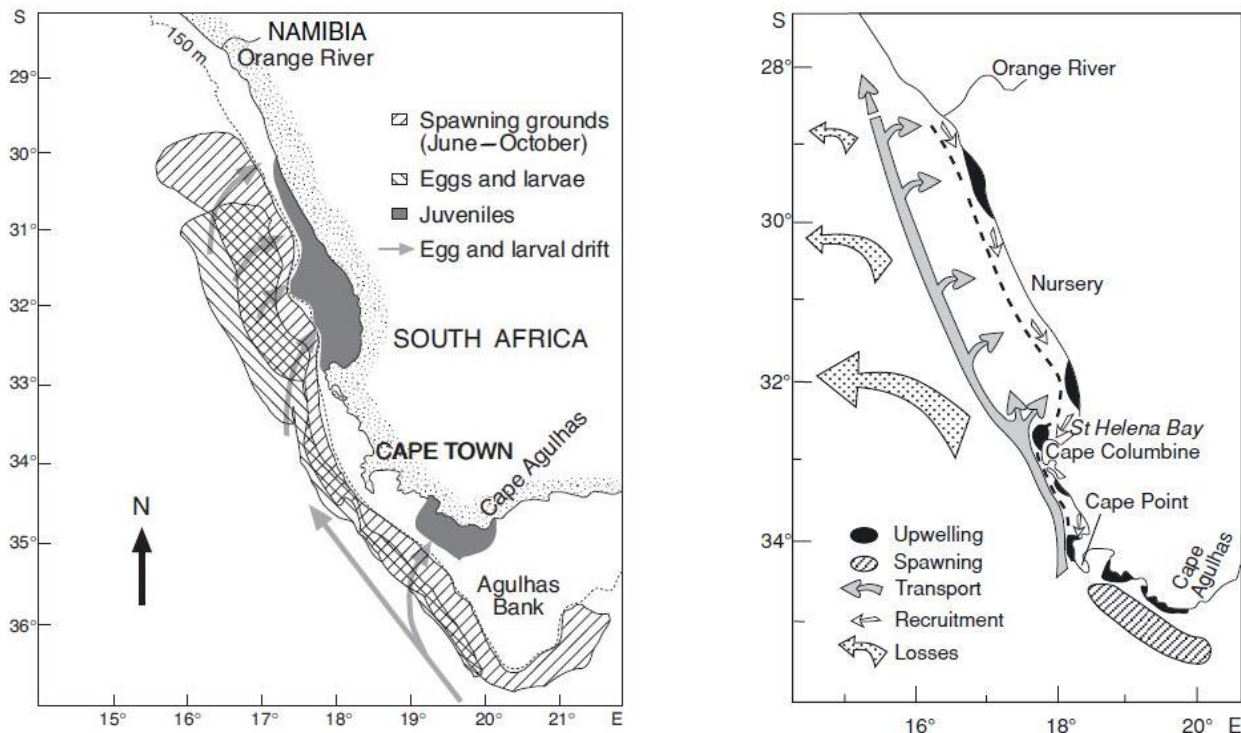 S
NAMIBIA
Orange River
150 m
29°
30°
31°
32°
33°
34°
35°
36°
Spawning grounds
(June–October)
Eggs and larvae
Juveniles
Egg and larval drift
SOUTH AFRICA
CAPE TOWN
Cape Agulhas
N
Agulhas
Bank
15°
16°
17°
18°
19°
20°
21°
E
S
28°
30°
32°
34°
Orange River
Nursery
St Helena Bay
Cape Columbine
Cape Point
Cape
Agulhas
Upwelling
Spawning
Transport
Recruitment
Losses
16°
18°
20°
E